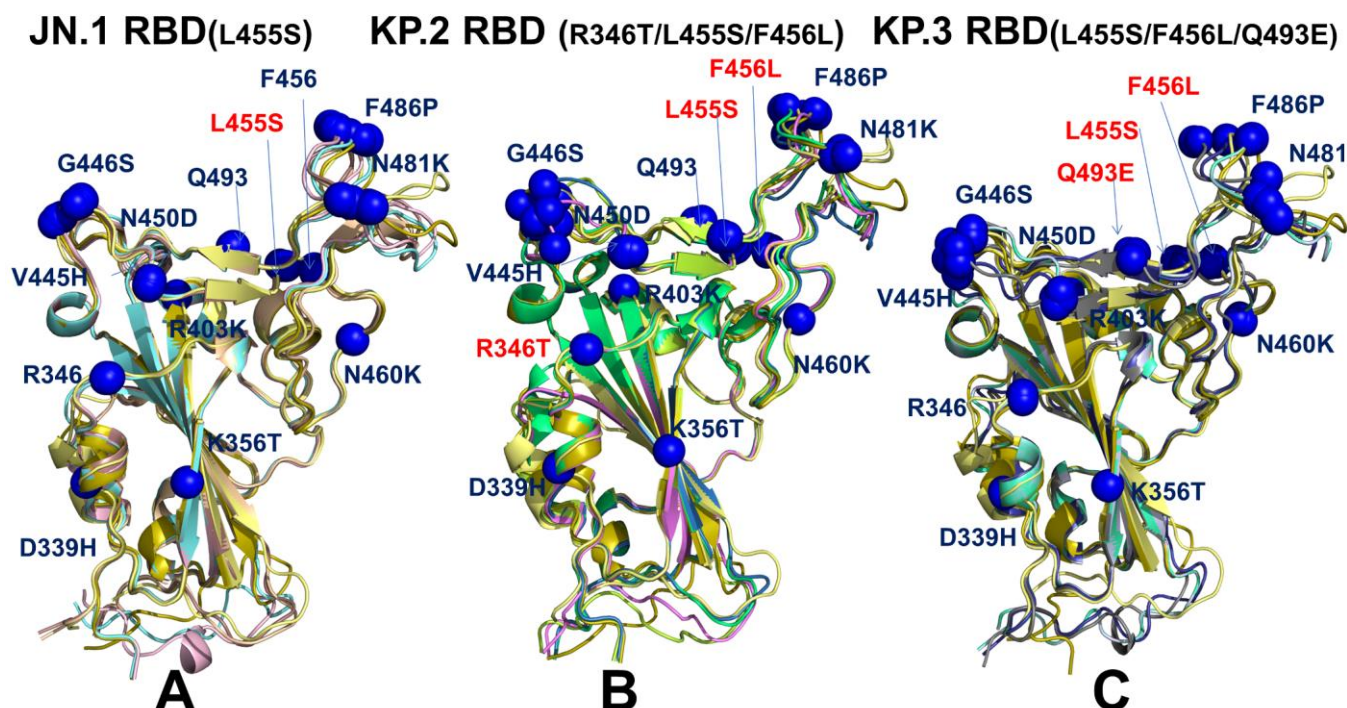 JN.1 RBD(L455S)
F456
L455S
F486P
G446S
Q493
N481K
N450D
V445H
R403K
R346
N460K
K356T
D339H
A
KP.2 RBD (R346T/L455S/F456L)
F456L
F486P
L455S
G446S
Q493
N481K
N450D
V445H
R403K
R346T
N460K
K356T
D339H
B
KP.3 RBD(L455S/F456L/Q493E)
F456L
F486P
L455S
N481
Q493E
G446S
N450D
V445H
R403K
N460K
R346
K356T
D339H
C